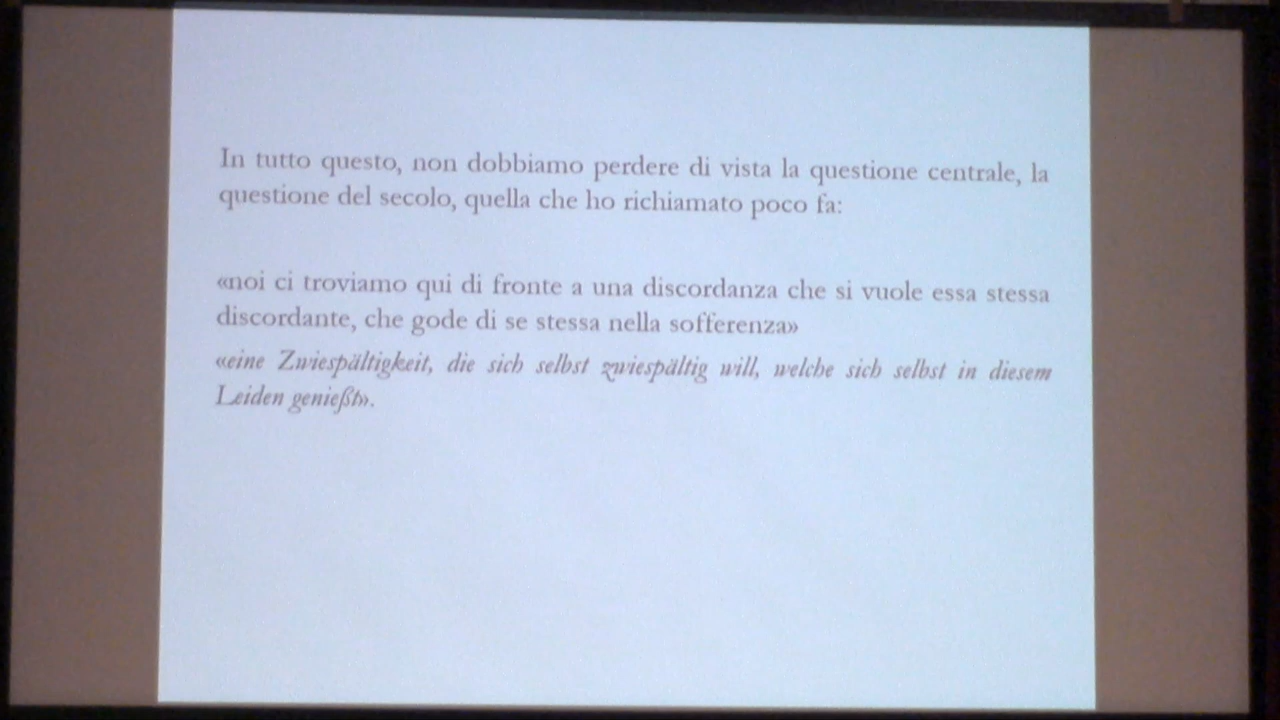 In tutto questo, non dobbiamo perdere di vista la questione centrale, la
questione del secolo, quella che ho richiamato poco fa:
«noi ci troviamo qui di fronte a una discordanza che si vuole essa stessa
discordante, che gode di se stessa nella sofferenza»
«eine Zwiespältigkeit, die sich selbst zwiespältig will, welche sich selbst in diesem
Leiden genießt».